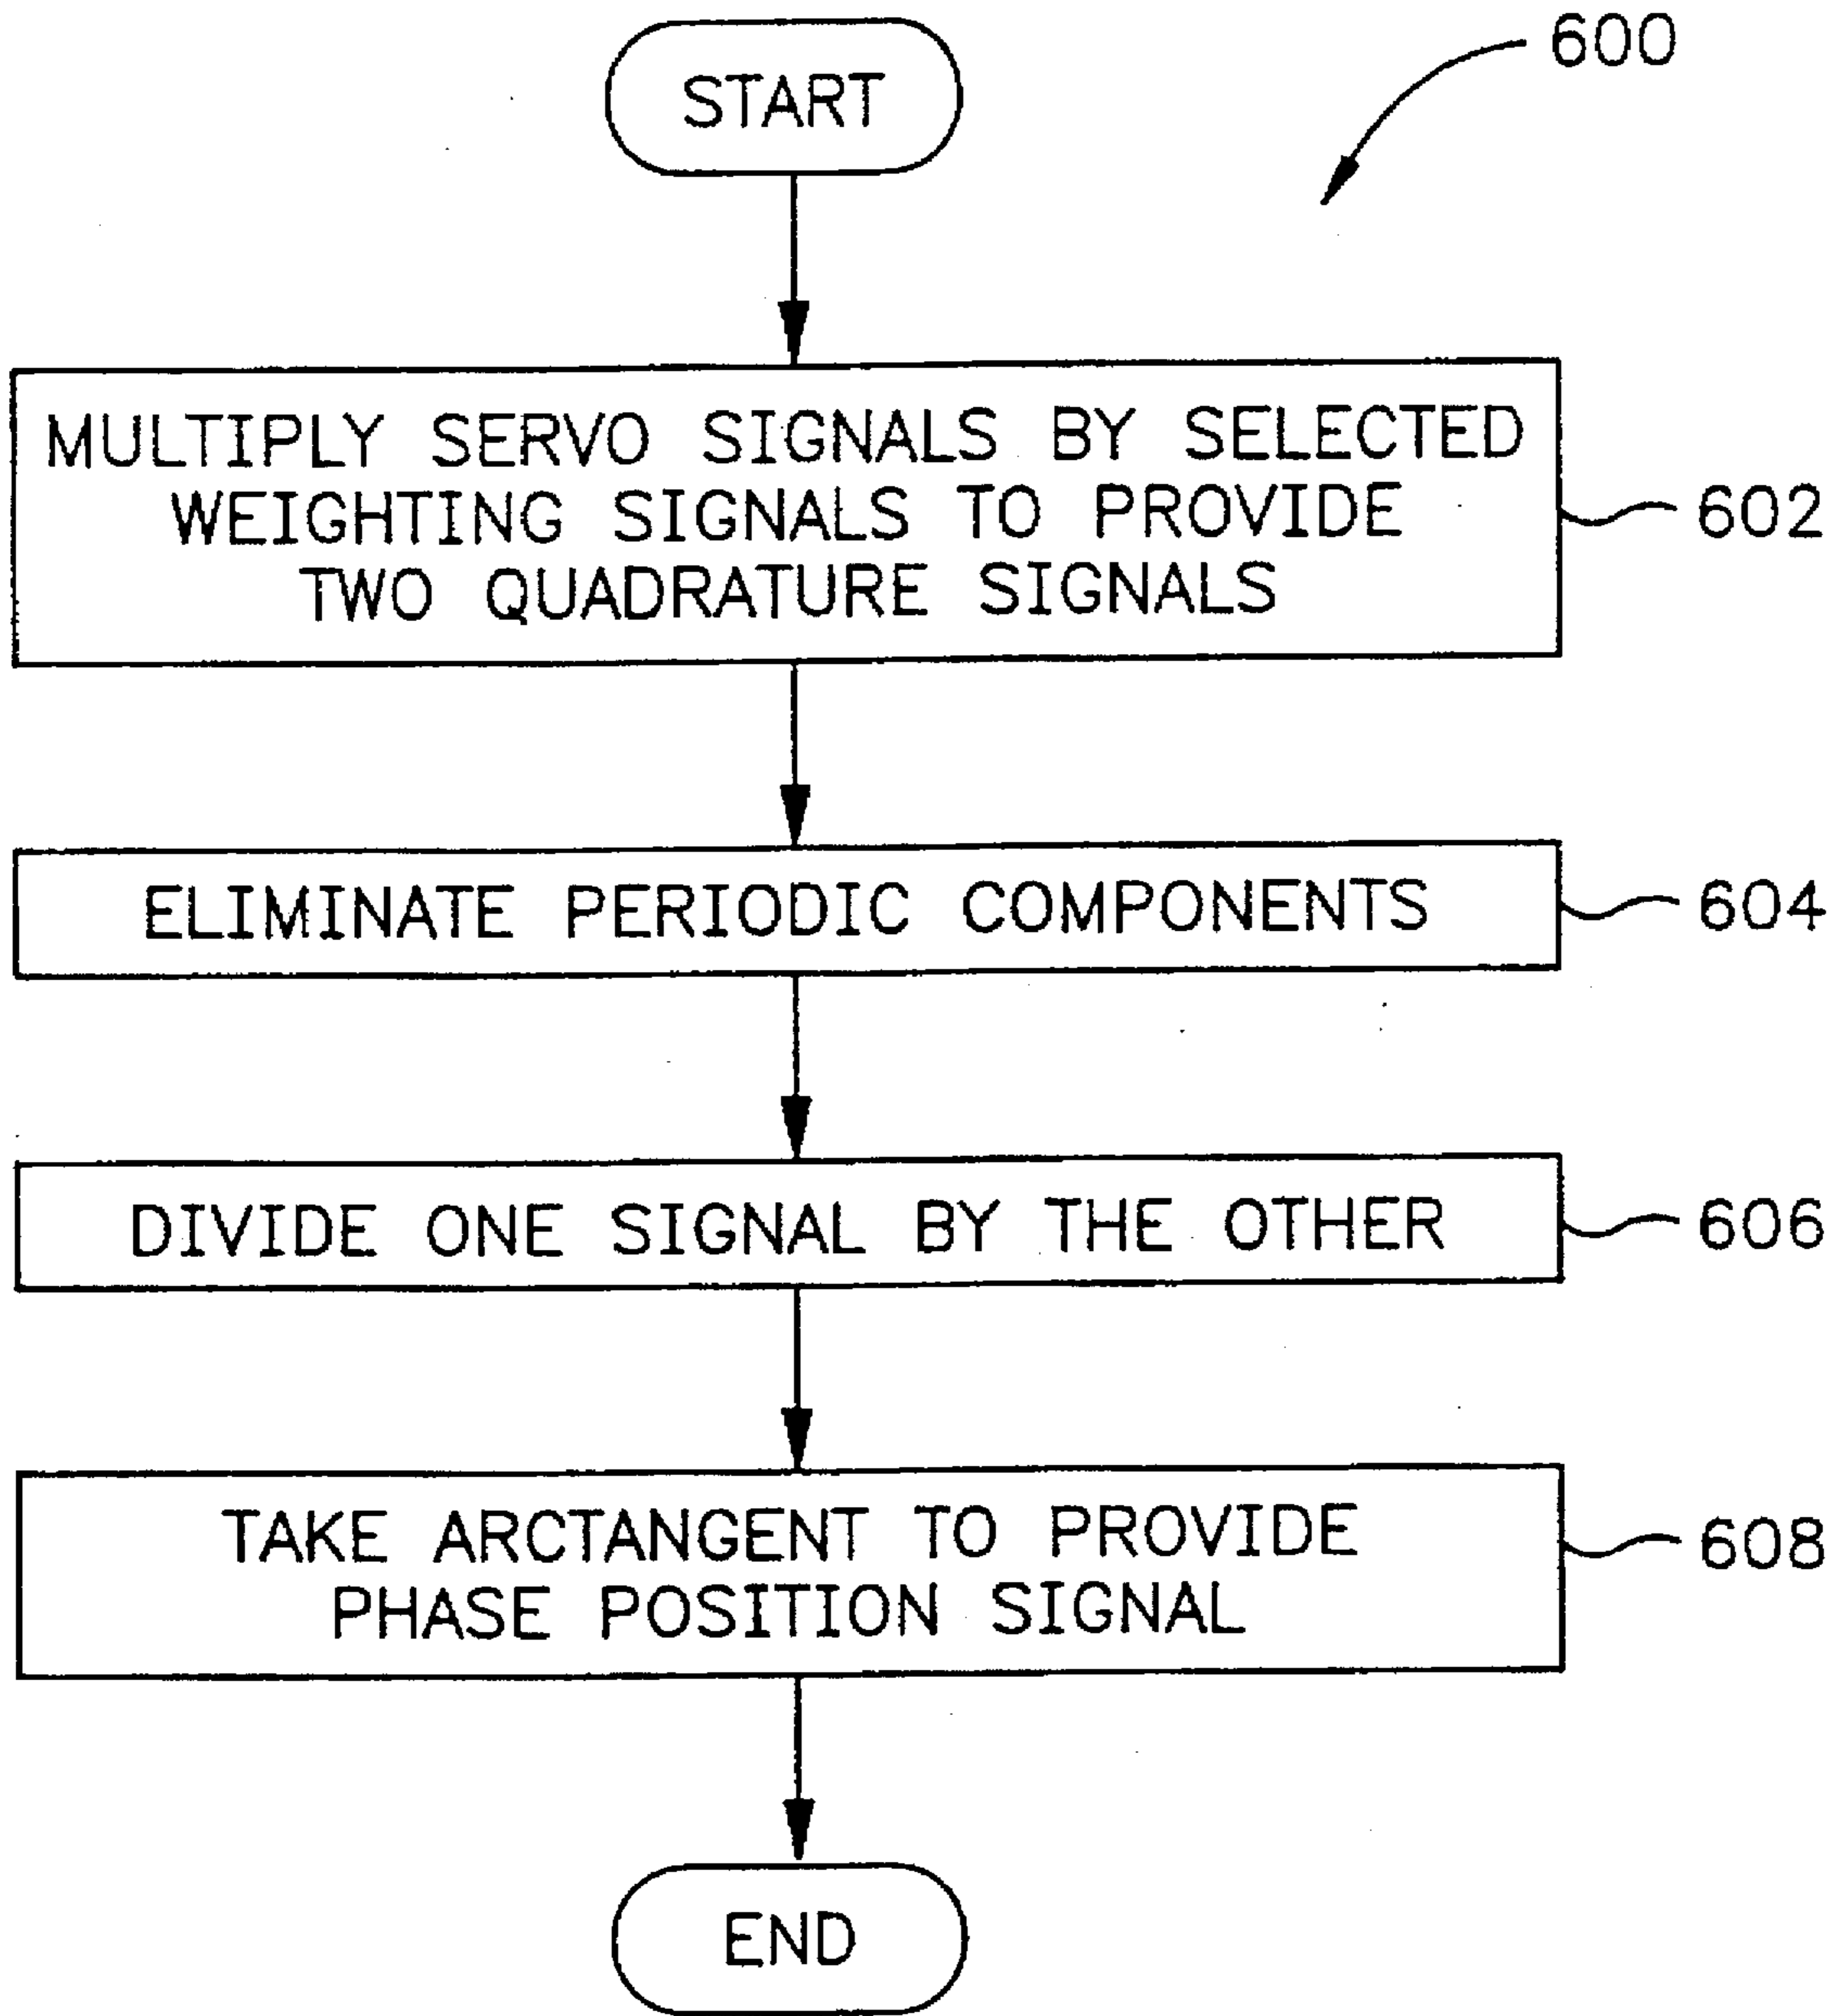 START
600
MULTIPLY SERVO SIGNALS BY SELECTED
WEIGHTING SIGNALS TO PROVIDE
TWO QUADRATURE SIGNALS
602
ELIMINATE PERIODIC COMPONENTS
604
DIVIDE ONE SIGNAL BY THE OTHER
606
TAKE ARCTANGENT TO PROVIDE
PHASE POSITION SIGNAL
608
END